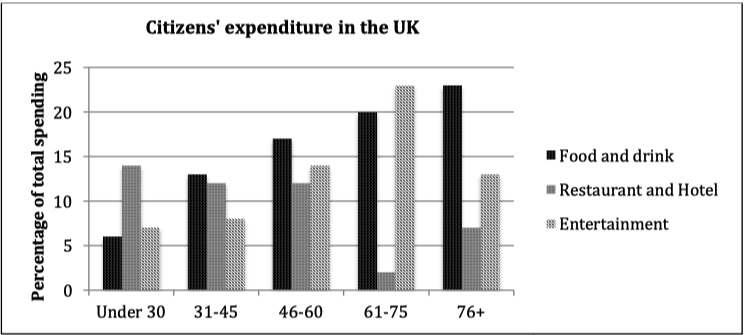 Citizens' expenditure in the UK
Percentage of total spending
25
20
15
10
5
0
Under 30 31-45 46-60 61-75 76+
Food and drink
Restaurant and Hotel
Entertainment